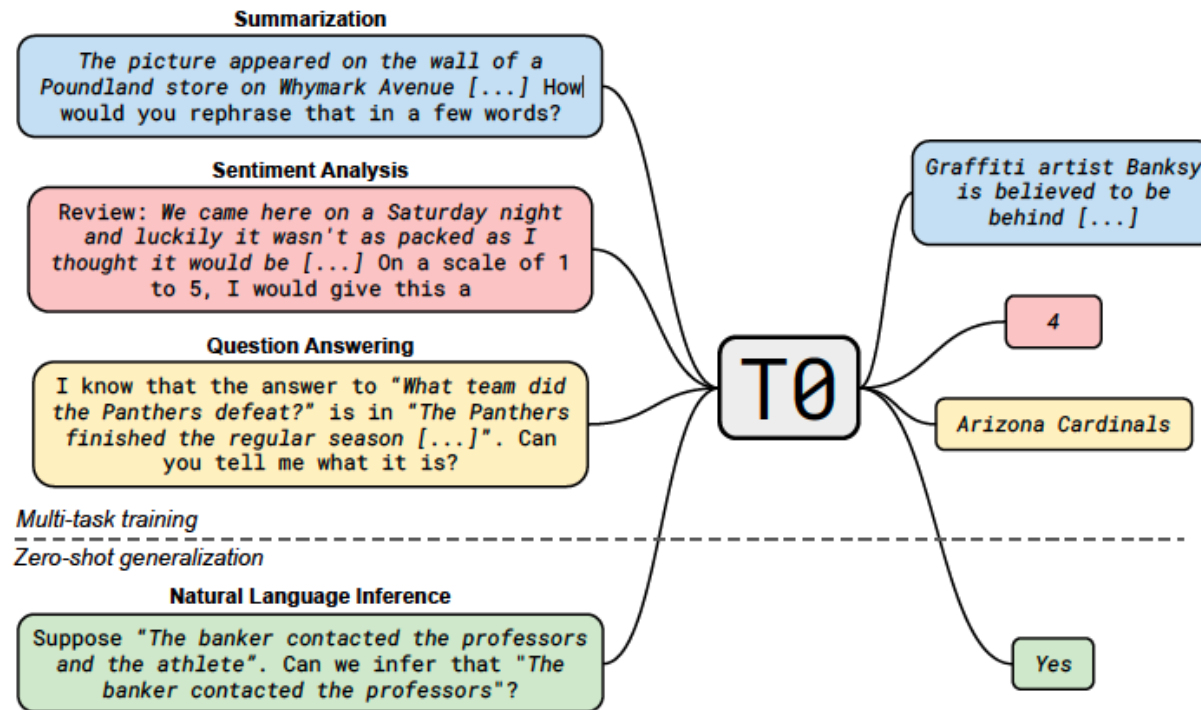 Summarization
The picture appeared on the wall of a
Poundland store on Whymark Avenue [...] How
would you rephrase that in a few words?
Sentiment Analysis
Review: We came here on a Saturday night
and luckily it wasn't as packed as I
thought it would be [...] On a scale of 1
to 5, I would give this a
Question Answering
I know that the answer to “What team did
the Panthers defeat?” is in “The Panthers
finished the regular season [...]”. Can
you tell me what it is?
Multi-task training
Zero-shot generalization
Natural Language Inference
Suppose “The banker contacted the professors
and the athlete”. Can we infer that "The
banker contacted the professors"?
T0
Graffiti artist Banksy
is believed to be
behind [...]
4
Arizona Cardinals
Yes